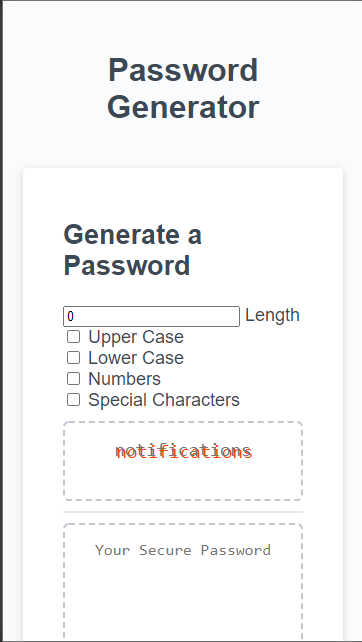 Password
Generator
Generate a
Password
0 Length
Upper Case
Lower Case
Numbers
Special Characters
notifications
Your Secure Password